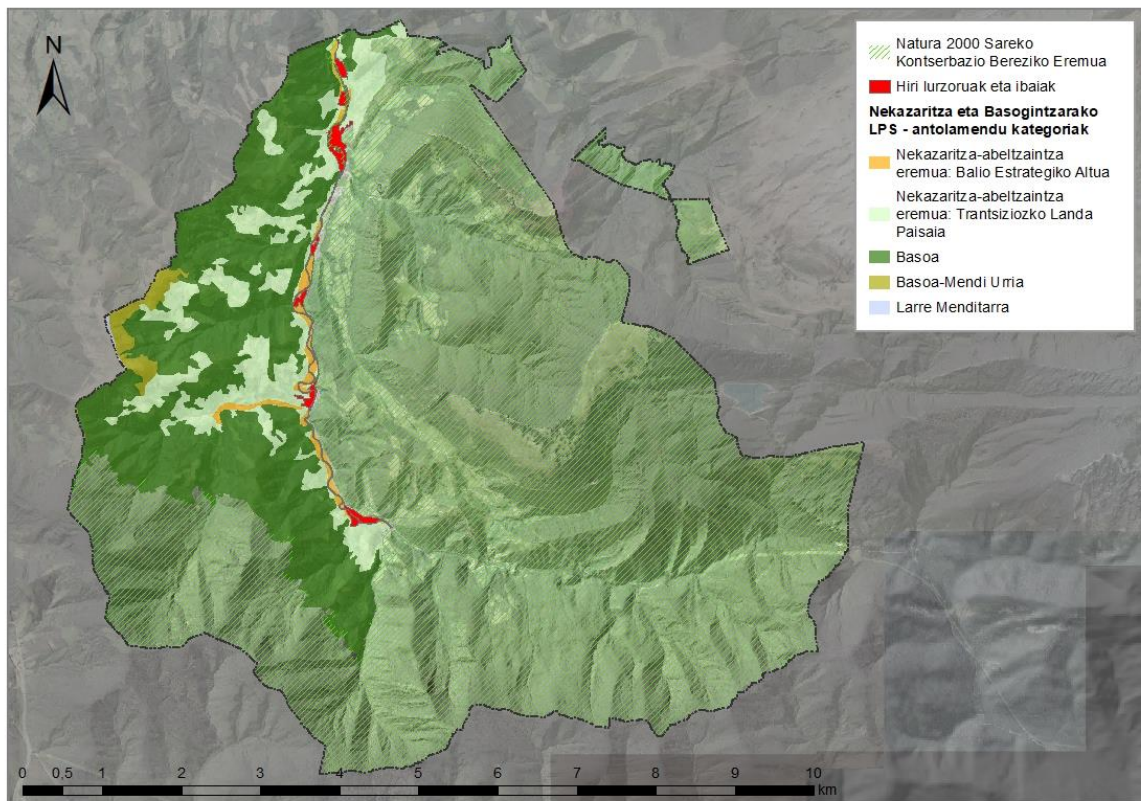 N
Natura 2000 Sareko
Kontserbazio Bereziko Eremua
Hiri lurzoruak eta ibaiak
Nekazaritza eta Basogintzarako
LPS - antolamendu kategoriak
Nekazaritza-abeltzaintza
eremua: Balio Estrategiko Altua
Nekazaritza-abeltzaintza
eremua: Trantsiziozko Landa
Paisaia
Basoa
Basoa-Mendi Urria
Larre Menditarra
0 0,5 1 2 3 4 5 6 7 8 9 10
km